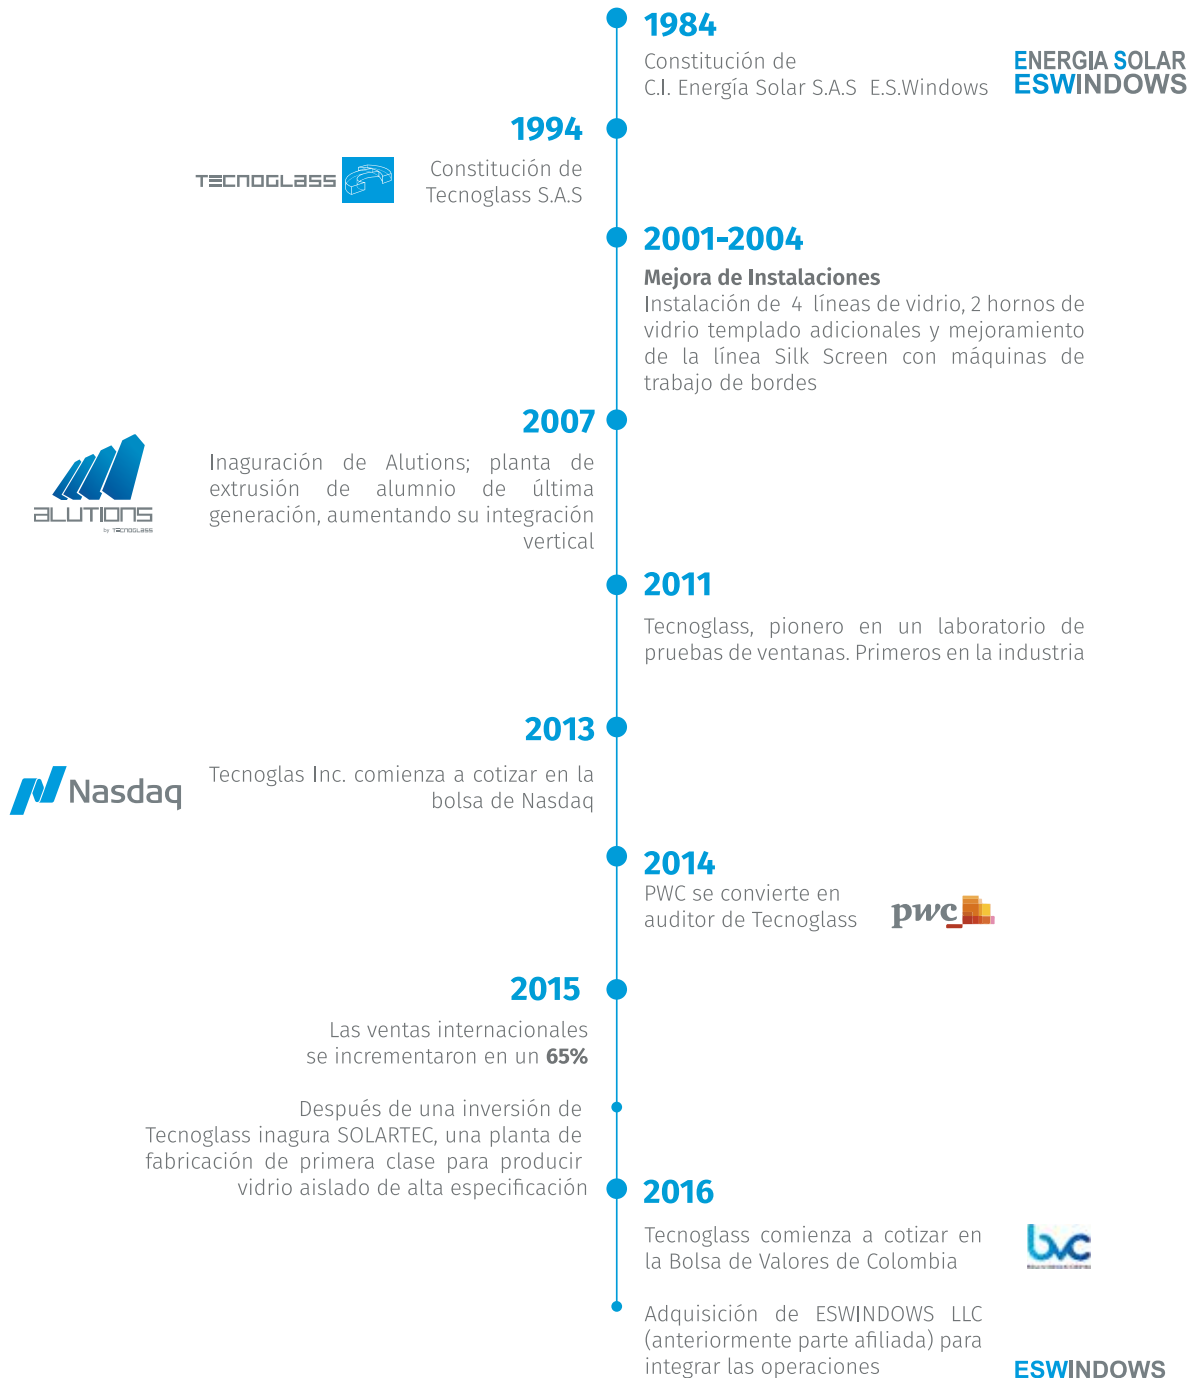 1984
Constitución de
C.I. Energía Solar S.A.S E.S.Windows
ENERGIA SOLAR
ESWINDOWS
1994
TECNOGLASS
Constitución de
Tecnoglass S.A.S
2001-2004
Mejora de Instalaciones
Instalación de 4 líneas de vidrio, 2 hornos de
vidrio templado adicionales y mejoramiento
de la línea Silk Screen con máquinas de
trabajo de bordes
2007
ALUTIONS
by TECNOGLASS
Inaguración de Alutions; planta de
extrusión de alumnio de última
generación, aumentando su integración
vertical
2011
Tecnoglass, pionero en un laboratorio de
pruebas de ventanas. Primeros en la industria
2013
Nasdaq
Tecnoglas Inc. comienza a cotizar en la
bolsa de Nasdaq
2014
PWC se convierte en
auditor de Tecnoglass
pwc
2015
Las ventas internacionales
se incrementaron en un 65%
Después de una inversión de
Tecnoglass inagura SOLARTEC, una planta de
fabricación de primera clase para producir
vidrio aislado de alta especificación
2016
Tecnoglass comienza a cotizar en
la Bolsa de Valores de Colombia
bvc
Adquisición de ESWINDOWS LLC
(anteriormente parte afiliada) para
integrar las operaciones
ESWINDOWS